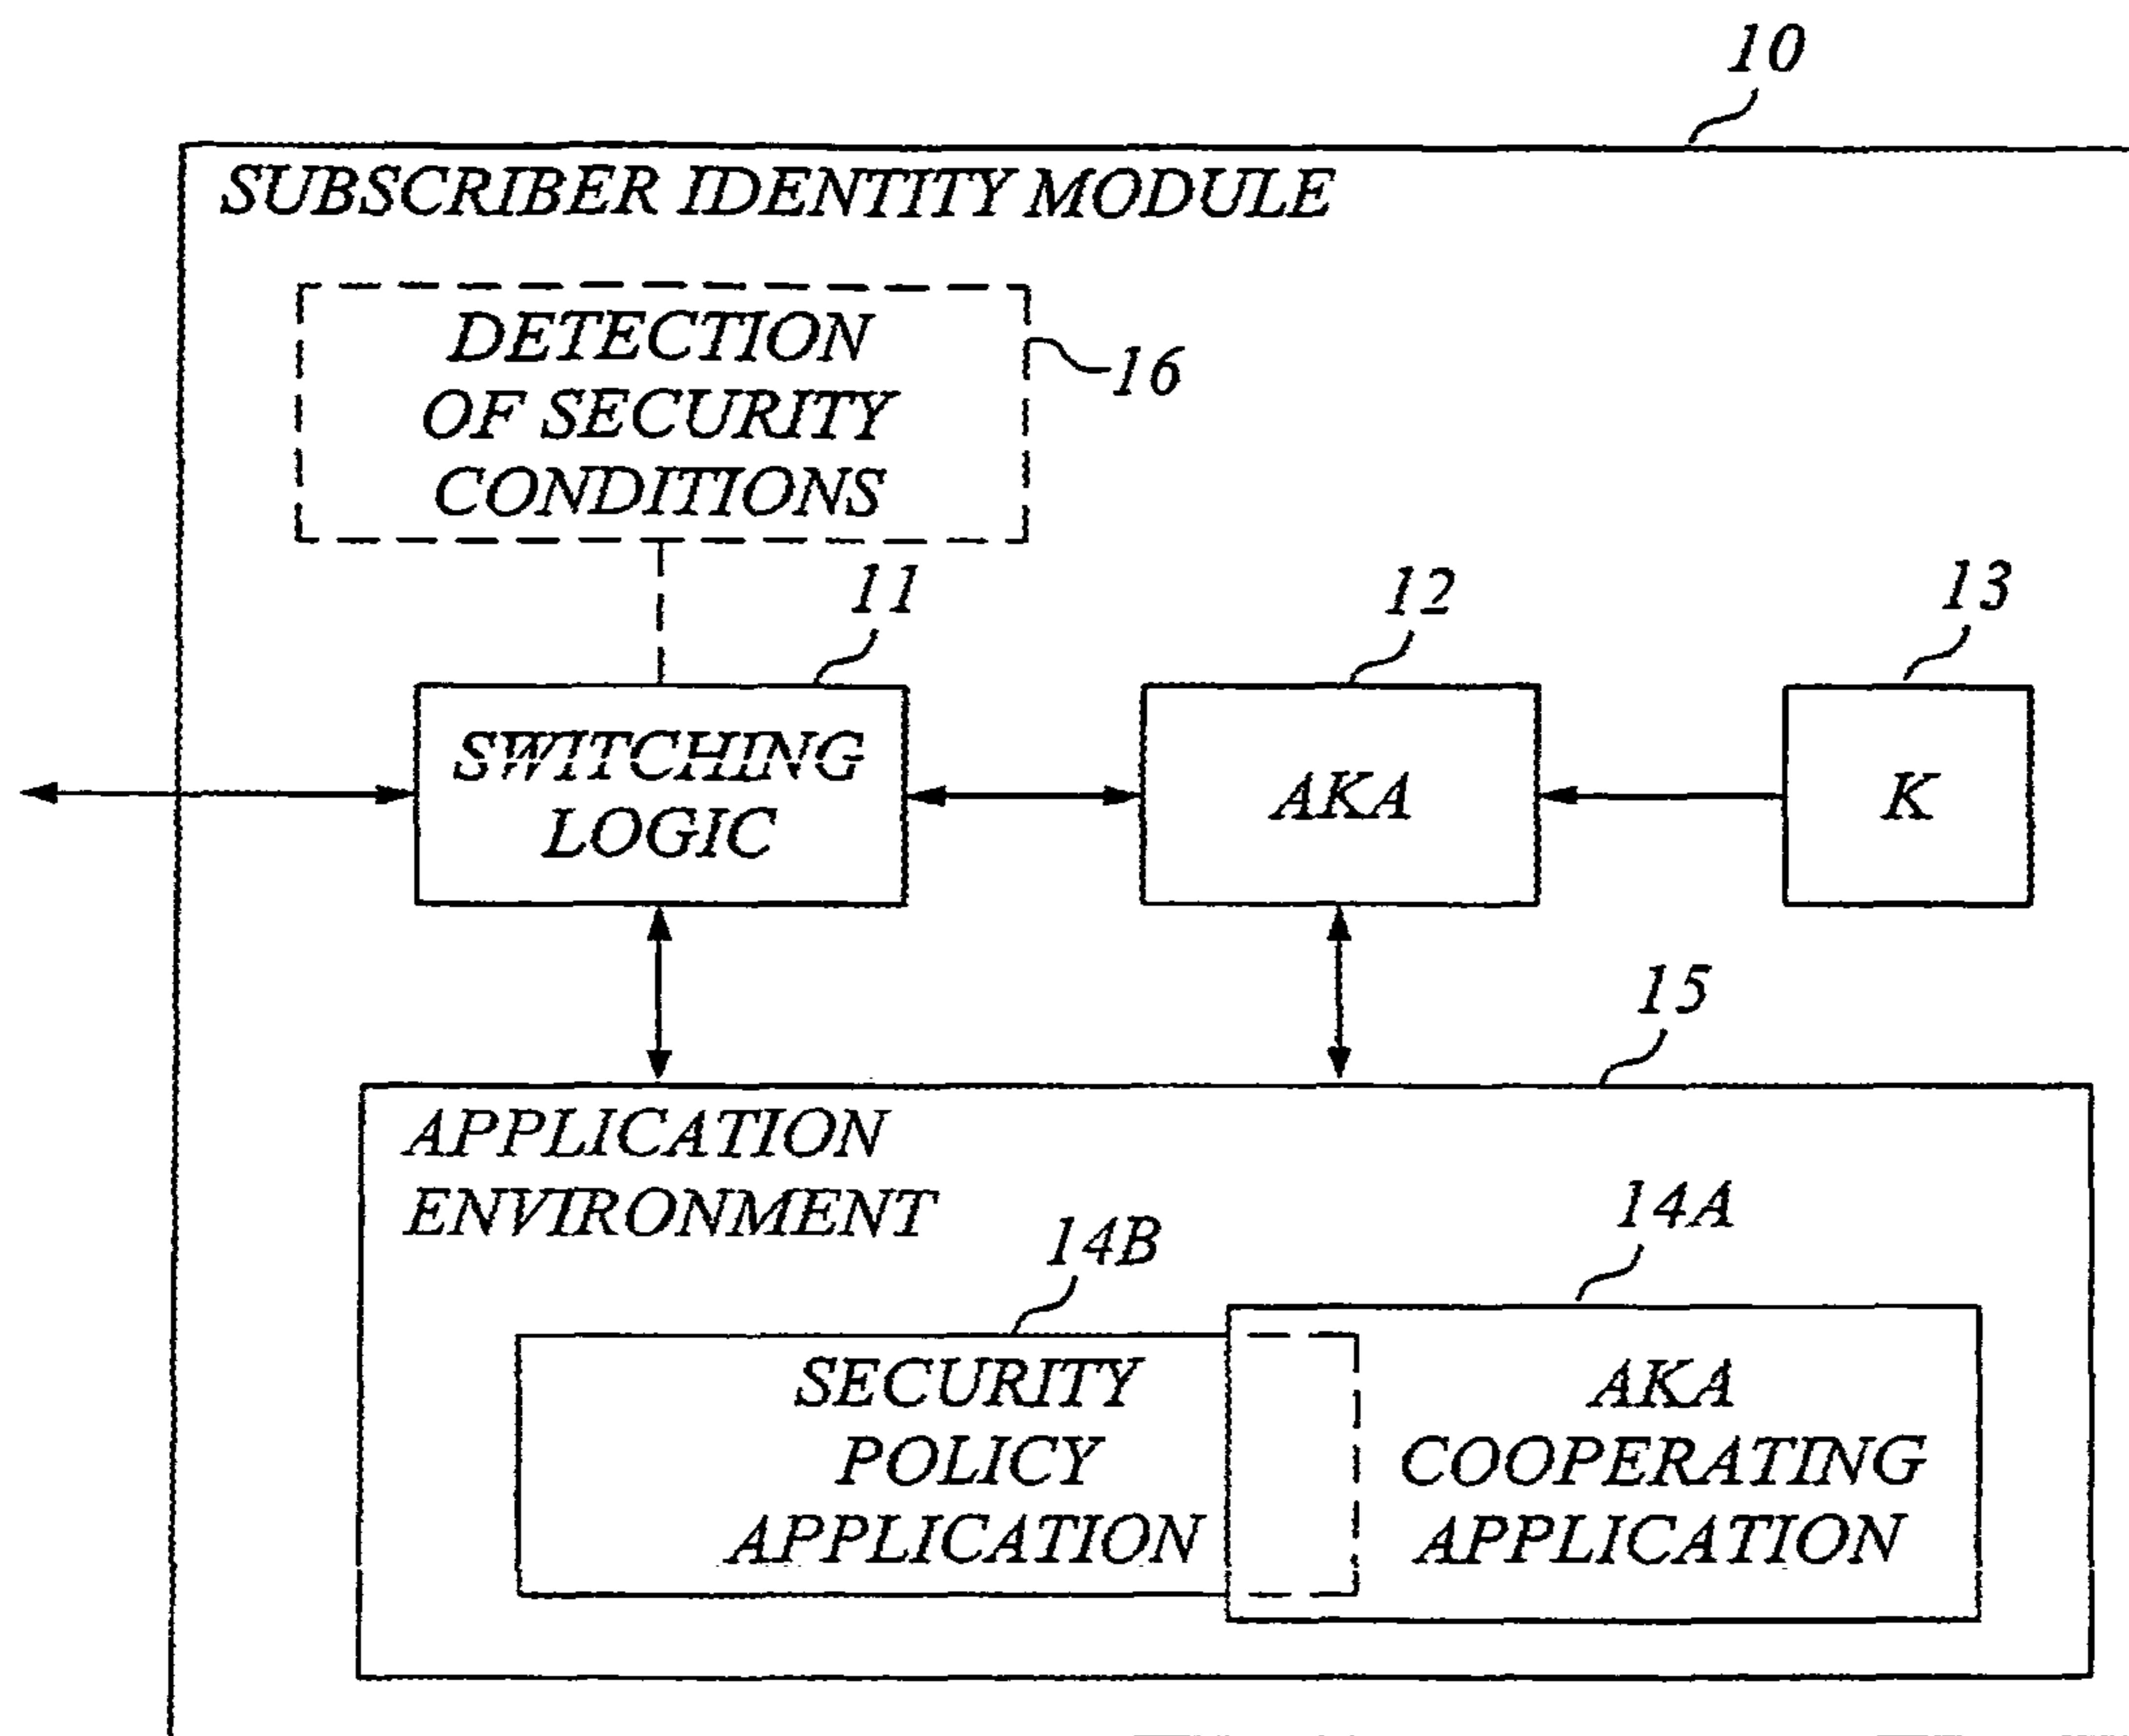 10
SUBSCRIBER IDENTITY MODULE
DETECTION
OF SECURITY
CONDITIONS
16
11
12
13
SWITCHING
LOGIC
AKA
K
15
APPLICATION
ENVIRONMENT
14B
14A
SECURITY
POLICY
APPLICATION
AKA
COOPERATING
APPLICATION